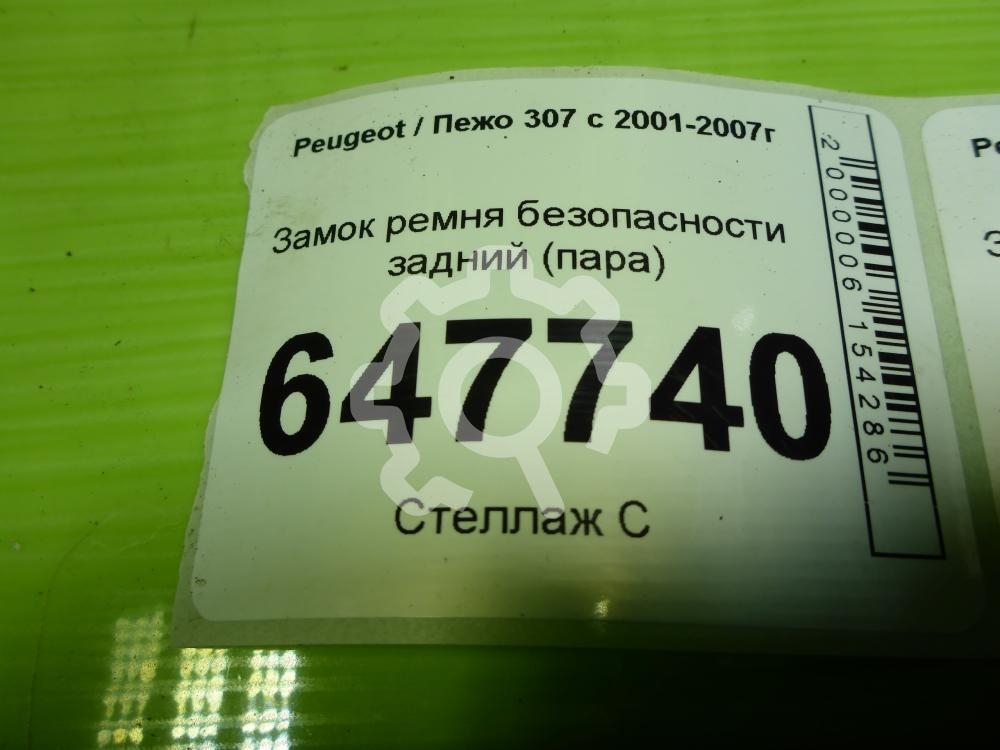 Peugeot / Пежо 307 с 2001-2007г
Замок ремня безопасности
задний (пара)
647740
Стеллаж С
2000006154286